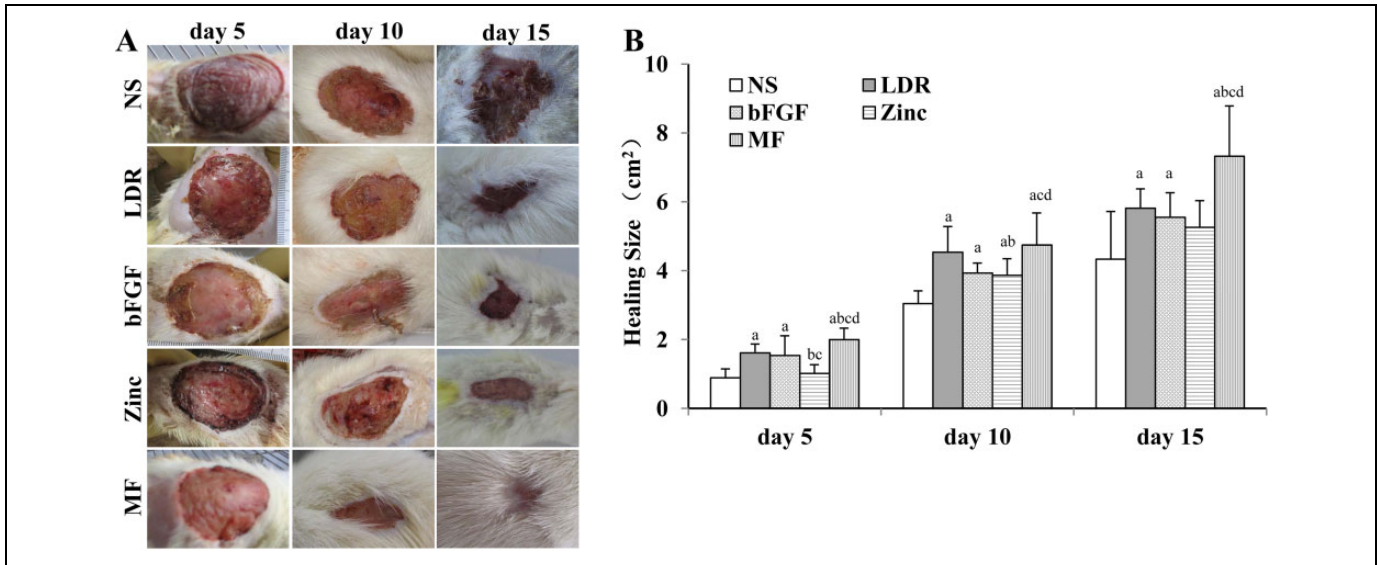 A
day 5 day 10 day 15
NS
LDR
bFGF
Zinc
MF
B
Healing Size （cm²）
10
8
6
4
2
0
NS LDR
bFGF Zinc
MF
a a bc abcd
a a ab acd
a a abcd
day 5 day 10 day 15